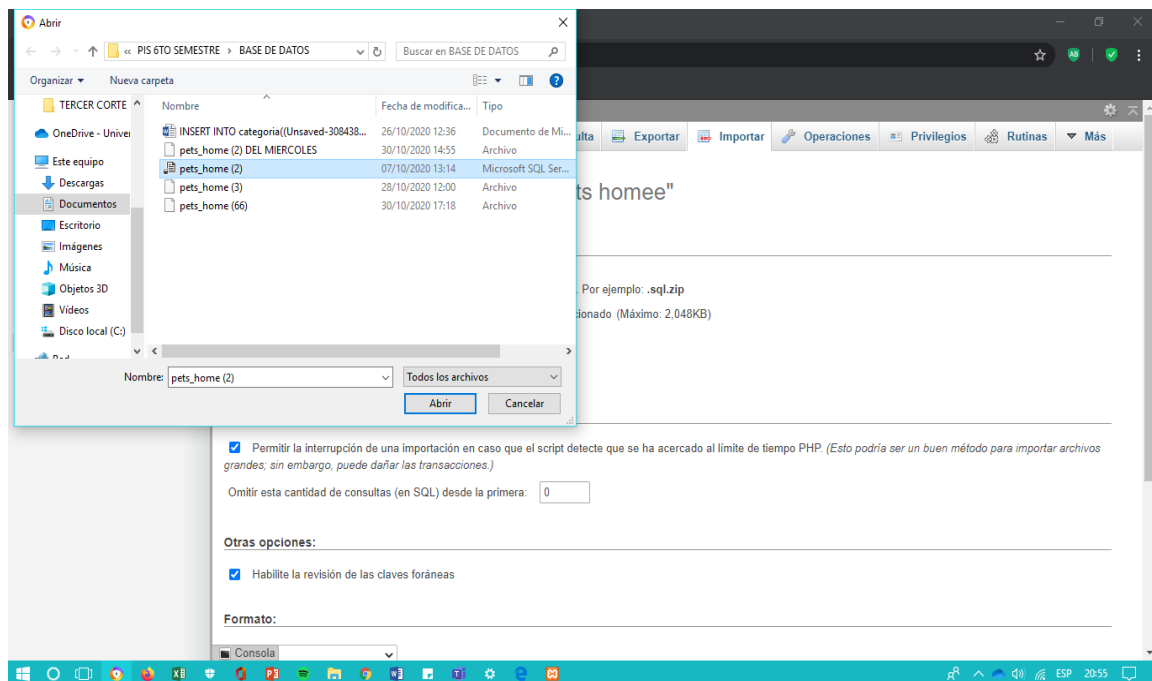 Abrir
« PIS 6TO SEMESTRE > BASE DE DATOS
Buscar en BASE DE DATOS
Organizar
Nueva carpeta
TERCER CORTE
OneDrive - Univer
Este equipo
Descargas
Documentos
Escritorio
Imágenes
Música
Objetos 3D
Vídeos
Disco local (C:)
Nombre Fecha de modifica... Tipo
INSERT INTO categoria((Unsaved-308438... 26/10/2020 12:36 Documento de Mi...
pets_home (2) DEL MIERCOLES 30/10/2020 14:55 Archivo
pets_home (2) 07/10/2020 13:14 Microsoft SQL Ser...
pets_home (3) 28/10/2020 12:00 Archivo
pets_home (66) 30/10/2020 17:18 Archivo
Nombre: pets_home (2) Todos los archivos
Abrir Cancelar
AB
ulta Exportar Importar Operaciones Privilegios Rutinas Más
ts homee"
. Por ejemplo: .sql.zip
cionado (Máximo: 2,048KB)
Permitir la interrupción de una importación en caso que el script detecte que se ha acercado al límite de tiempo PHP. (Esto podría ser un buen método para importar archivos
grandes; sin embargo, puede dañar las transacciones.)
Omitir esta cantidad de consultas (en SQL) desde la primera: 0
Otras opciones:
Habilite la revisión de las claves foráneas
Formato:
Consola
ESP 20:55